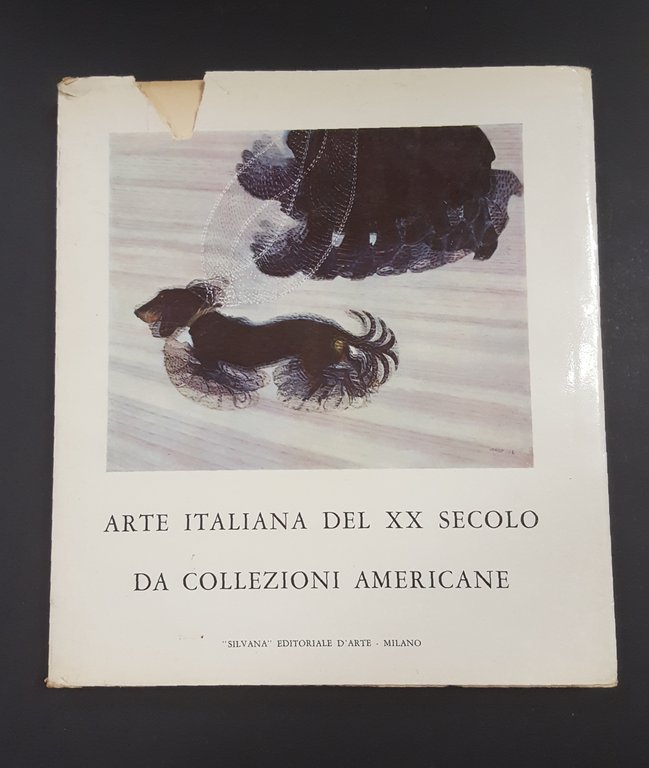 ARTE ITALIANA DEL XX SECOLO
DA COLLEZIONI AMERICANE
"SILVANA" EDITORIALE D'ARTE - MILANO